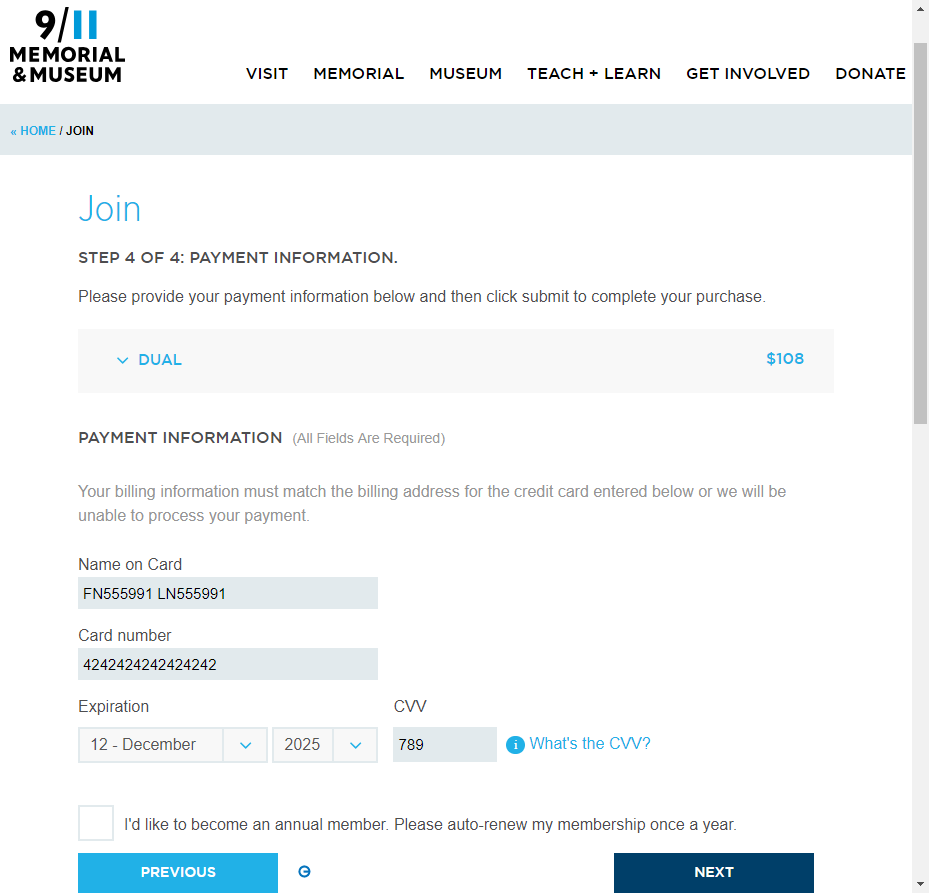 9/11
MEMORIAL
&MUSEUM
VISIT MEMORIAL MUSEUM TEACH + LEARN GET INVOLVED DONATE
« HOME / JOIN
Join
STEP 4 OF 4: PAYMENT INFORMATION.
Please provide your payment information below and then click submit to complete your purchase.
DUAL $108
PAYMENT INFORMATION (All Fields Are Required)
Your billing information must match the billing address for the credit card entered below or we will be
unable to process your payment.
Name on Card
FN555991 LN555991
Card number
4242424242424242
Expiration CVV
12 - December 2025 789 i What's the CVV?
I'd like to become an annual member. Please auto-renew my membership once a year.
PREVIOUS NEXT